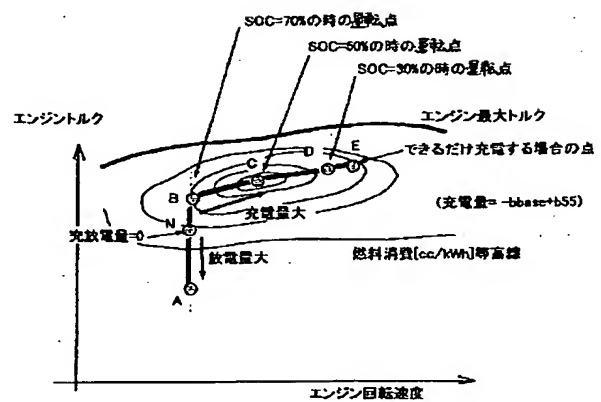 SOC=70%の時の運転点
SOC=50%の時の運転点
SOC=30%の時の運転点
エンジントルク
エンジン最大トルク
D
E
できるだけ充電する場合の点
C
B
充電量大
(充電量= -bbase+b55)
N
充放電量=0
放電量大
燃料消費[cc/kWh]等高線
A
エンジン回転速度